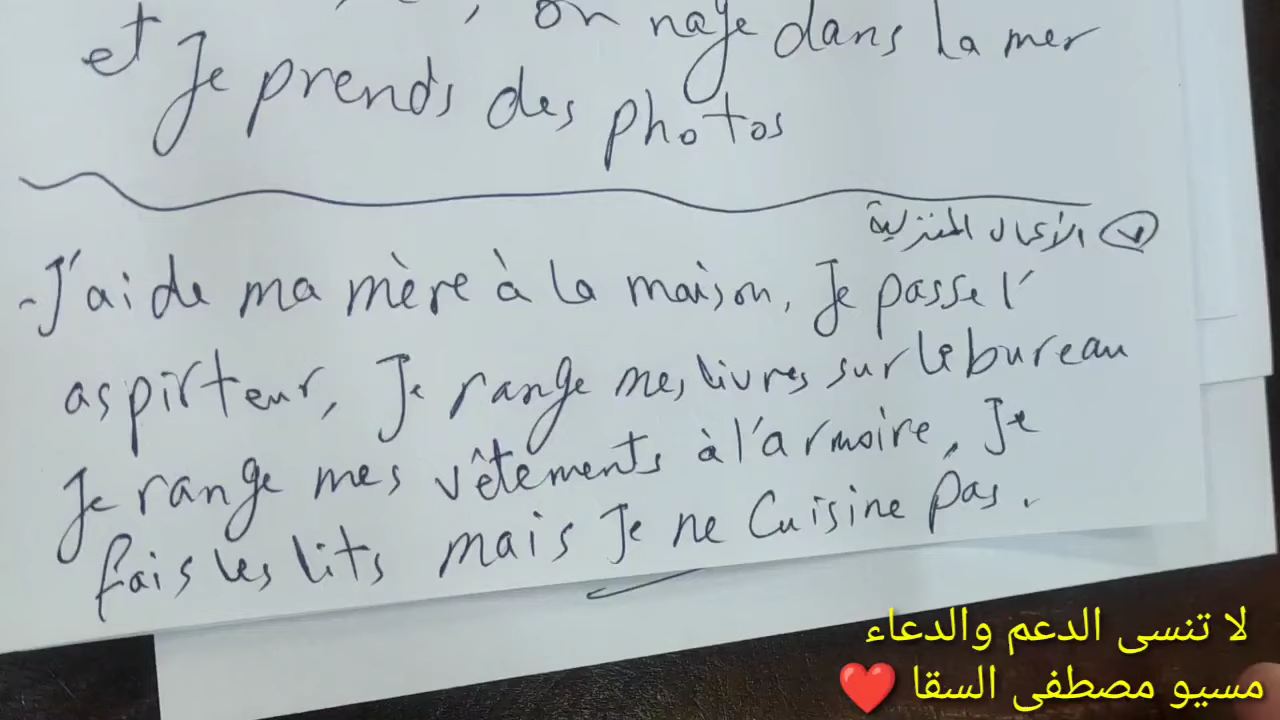 on nage dans la mer
et Je prends des photos
الأعمال المنزلية
- J'aide ma mère à la maison, Je passe l'
aspirteur, Je range mes livres sur le bureau
Je range mes vêtements à l'armoire, Je
fais les lits mais Je ne Cuisine pas.
لا تنسى الدعم والدعاء
مسيو مصطفى السقا ❤️